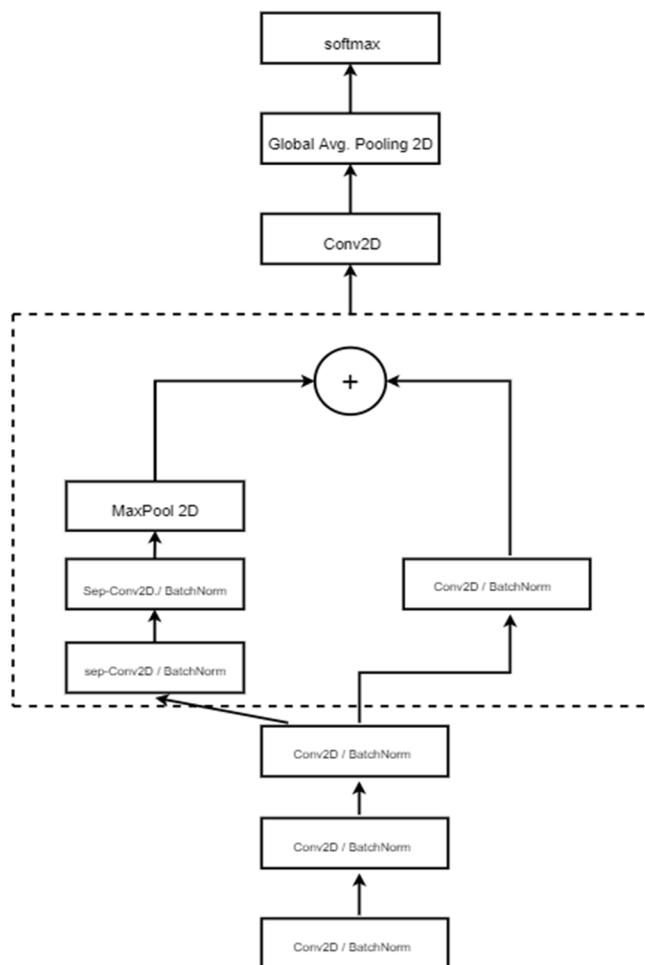 softmax
Global Avg. Pooling 2D
Conv2D
+
MaxPool 2D
Sep-Conv2D./ BatchNorm
Conv2D / BatchNorm
sep-Conv2D / BatchNorm
Conv2D / BatchNorm
Conv2D / BatchNorm
Conv2D / BatchNorm